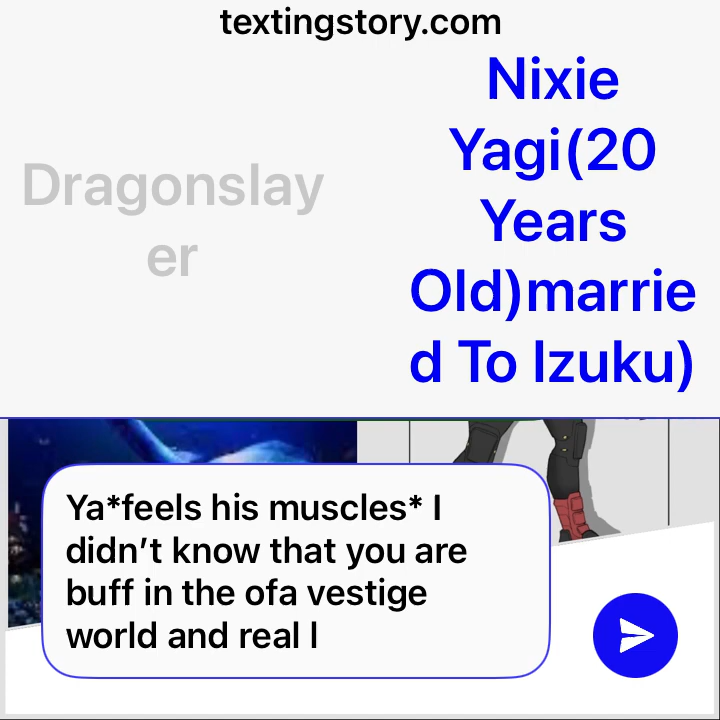 textingstory.com
Dragonslay
er
Nixie
Yagi(20
Years
Old)marrie
d To Izuku)
Ya*feels his muscles* I
didn’t know that you are
buff in the ofa vestige
world and real l